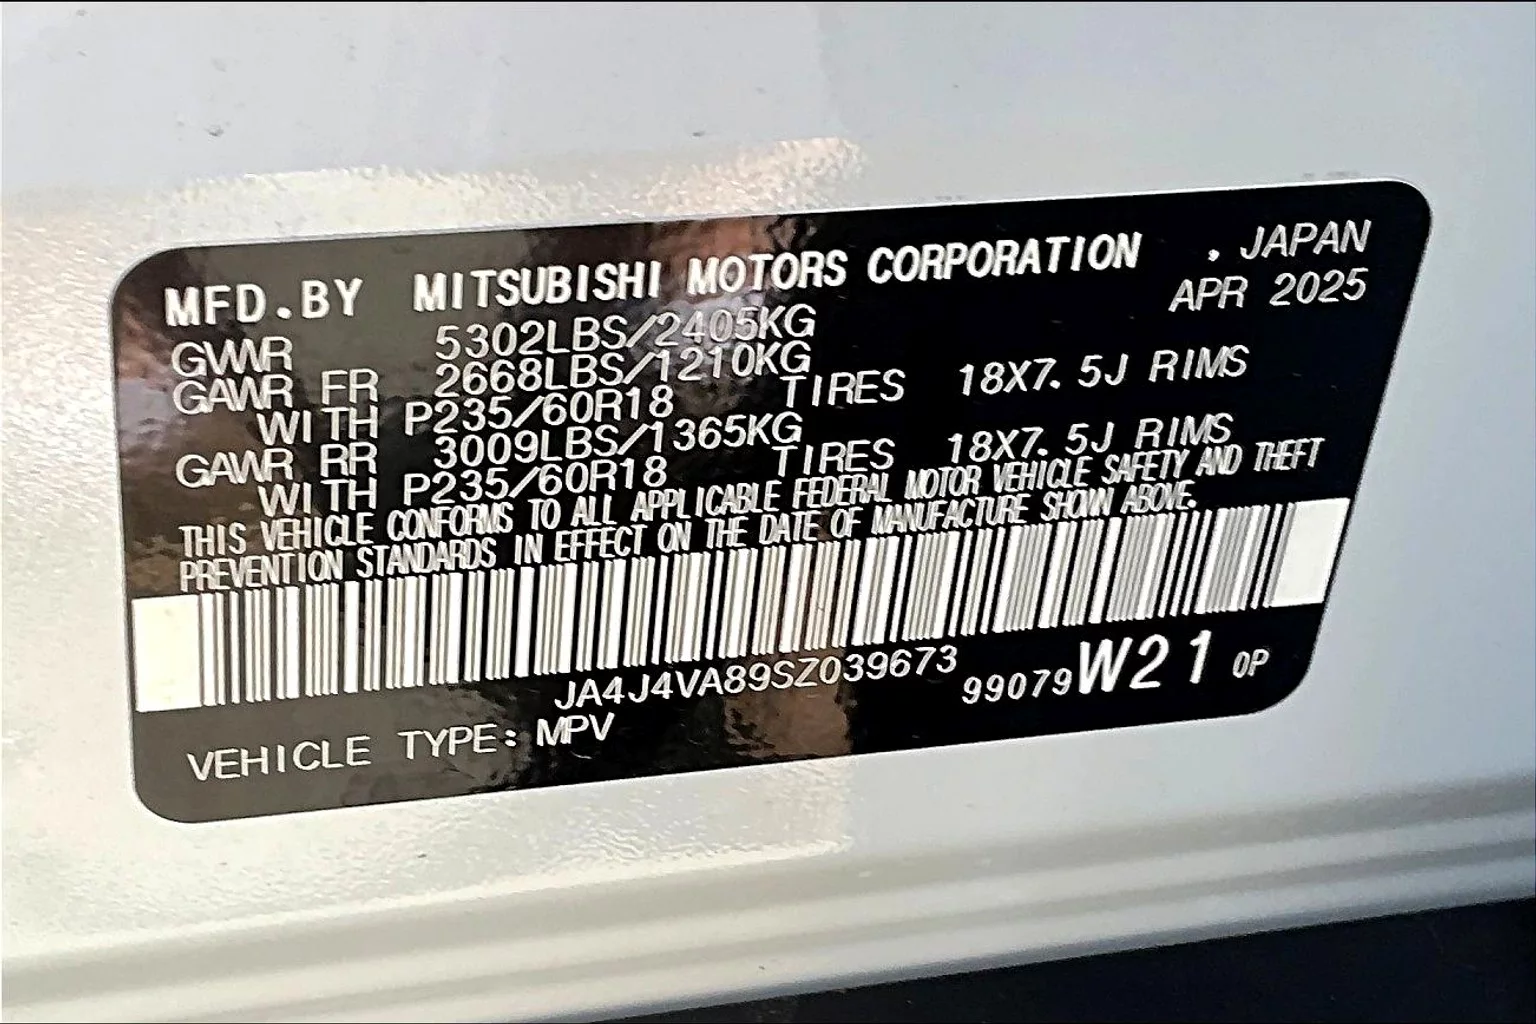 MFD.BY MITSUBISHI MOTORS CORPORATION , JAPAN
APR 2025
GVWR 5302LBS/2405KG
GAWR FR 2668LBS/1210KG
WITH P235/60R18 TIRES 18X7.5J RIMS
GAWR RR 3009LBS/1365KG
WITH P235/60R18 TIRES 18X7.5J RIMS
THIS VEHICLE CONFORMS TO ALL APPLICABLE FEDERAL MOTOR VEHICLE SAFETY AND THEFT
PREVENTION STANDARDS IN EFFECT ON THE DATE OF MANUFACTURE SHOWN ABOVE.
JA4J4VA89SZ039673 99079 W21 0P
VEHICLE TYPE: MPV